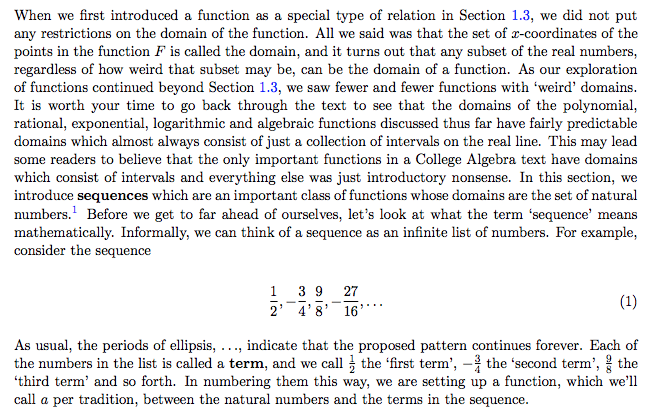 When we first introduced a function as a special type of relation in Section 1.3, we did not put
any restrictions on the domain of the function. All we said was that the set of x-coordinates of the
points in the function F is called the domain, and it turns out that any subset of the real numbers,
regardless of how weird that subset may be, can be the domain of a function. As our exploration
of functions continued beyond Section 1.3, we saw fewer and fewer functions with ‘weird’ domains.
It is worth your time to go back through the text to see that the domains of the polynomial,
rational, exponential, logarithmic and algebraic functions discussed thus far have fairly predictable
domains which almost always consist of just a collection of intervals on the real line. This may lead
some readers to believe that the only important functions in a College Algebra text have domains
which consist of intervals and everything else was just introductory nonsense. In this section, we
introduce sequences which are an important class of functions whose domains are the set of natural
numbers.¹ Before we get to far ahead of ourselves, let’s look at what the term ‘sequence’ means
mathematically. Informally, we can think of a sequence as an infinite list of numbers. For example,
consider the sequence
1/2, −3/4, 9/8, −27/16, ... (1)
As usual, the periods of ellipsis, ..., indicate that the proposed pattern continues forever. Each of
the numbers in the list is called a term, and we call 1/2 the ‘first term’, −3/4 the ‘second term’, 9/8 the
‘third term’ and so forth. In numbering them this way, we are setting up a function, which we’ll
call a per tradition, between the natural numbers and the terms in the sequence.